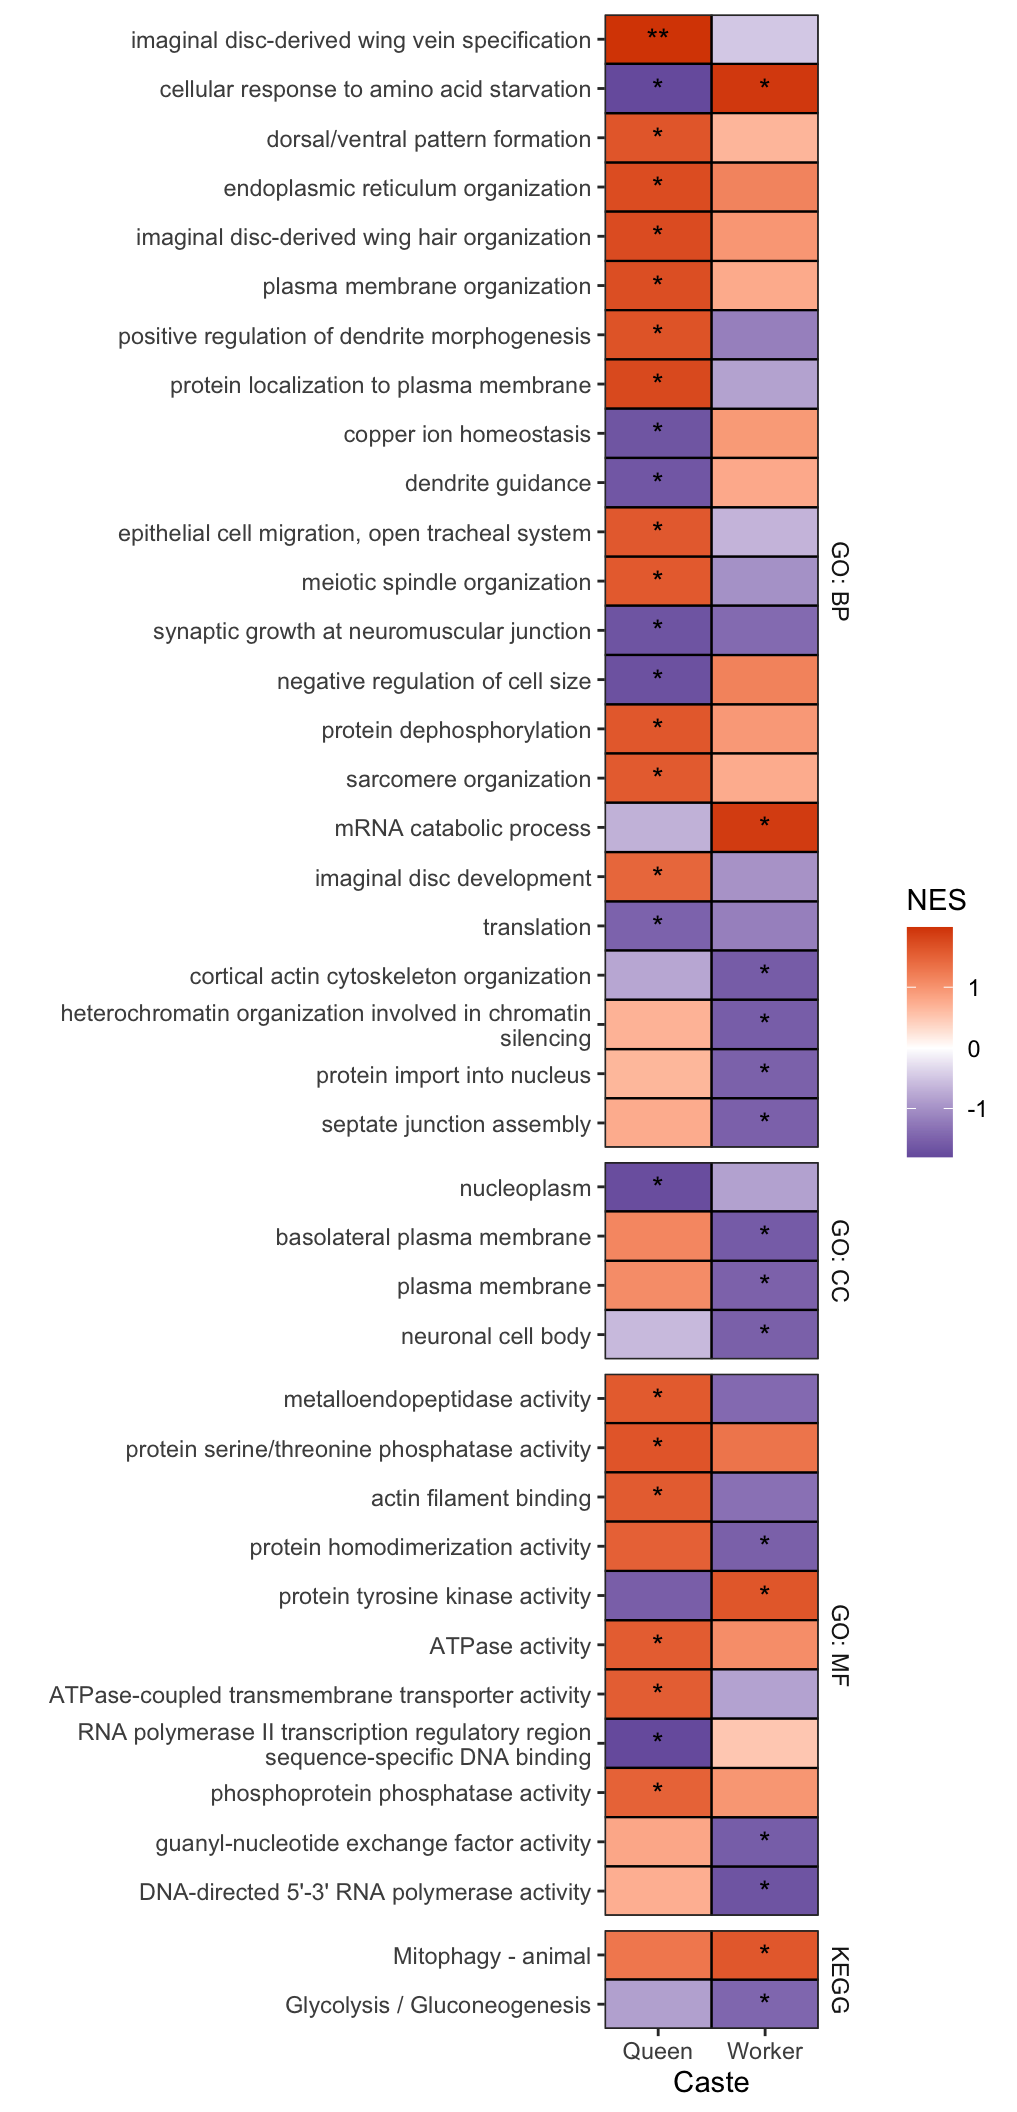 imaginal disc-derived wing vein specification
**
cellular response to amino acid starvation
* *
dorsal/ventral pattern formation
*
endoplasmic reticulum organization
*
imaginal disc-derived wing hair organization
*
plasma membrane organization
*
positive regulation of dendrite morphogenesis
*
protein localization to plasma membrane
*
copper ion homeostasis
*
dendrite guidance
*
epithelial cell migration, open tracheal system
*
meiotic spindle organization
*
synaptic growth at neuromuscular junction
*
negative regulation of cell size
*
protein dephosphorylation
*
sarcomere organization
*
mRNA catabolic process
*
imaginal disc development
*
translation
*
cortical actin cytoskeleton organization
*
heterochromatin organization involved in chromatin
silencing
*
protein import into nucleus
*
septate junction assembly
*
GO: BP
nucleoplasm
*
basolateral plasma membrane
*
plasma membrane
*
neuronal cell body
*
GO: CC
metalloendopeptidase activity
*
protein serine/threonine phosphatase activity
*
actin filament binding
*
protein homodimerization activity
*
protein tyrosine kinase activity
*
ATPase activity
*
ATPase-coupled transmembrane transporter activity
*
RNA polymerase II transcription regulatory region
sequence-specific DNA binding
*
phosphoprotein phosphatase activity
*
guanyl-nucleotide exchange factor activity
*
DNA-directed 5'-3' RNA polymerase activity
*
GO: MF
Mitophagy - animal
*
Glycolysis / Gluconeogenesis
*
KEGG
Queen Worker
Caste
NES
1
0
-1